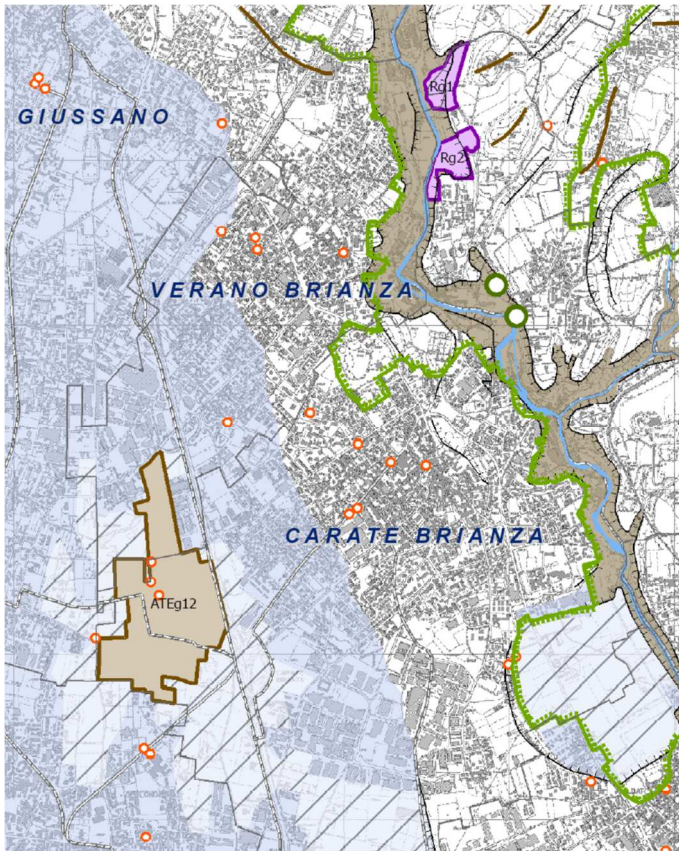 Rg1
GIUSSANO
Rg2
VERANO BRIANZA
CARATE BRIANZA
ATEg12